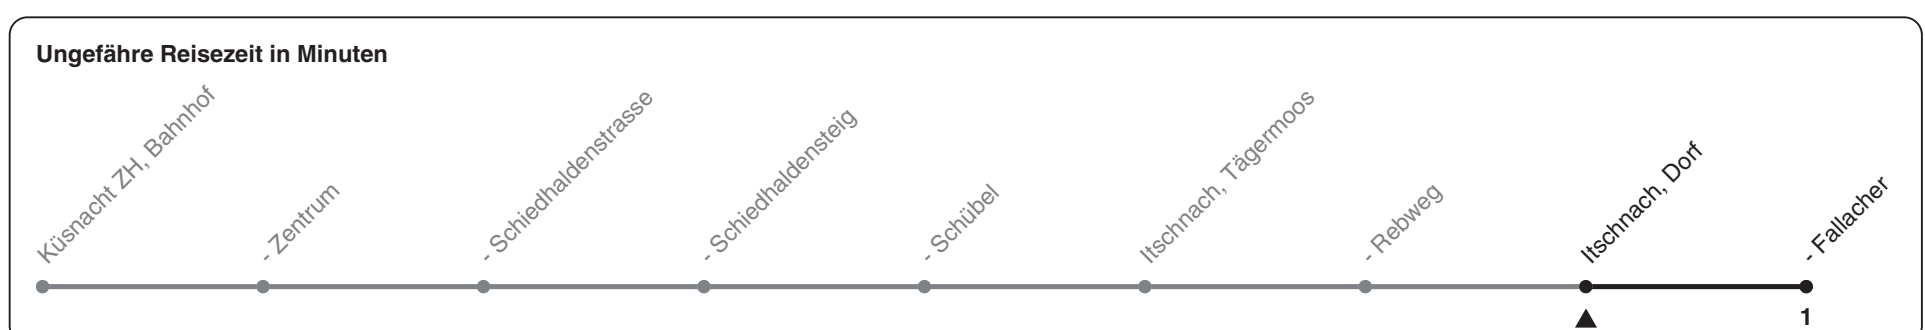 Ungefähre Reisezeit in Minuten
Küsnacht ZH, Bahnhof
- Zentrum
- Schiedhaldenstrasse
- Schiedhaldensteig
- Schübel
Itschnach, Tägermoos
- Rebweg
Itschnach, Dorf
- Fallacher
1